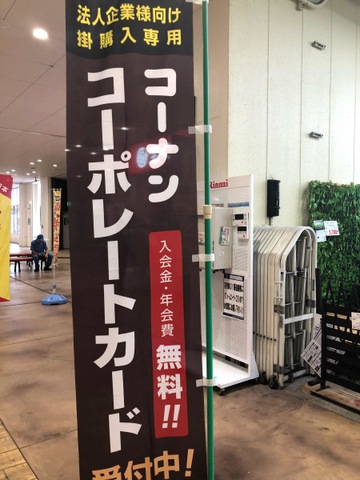 法人企業様向け
掛購入専用
コーナン
コーポレートカード
入会金・年会費
無料!!
受付中!
Rinnai